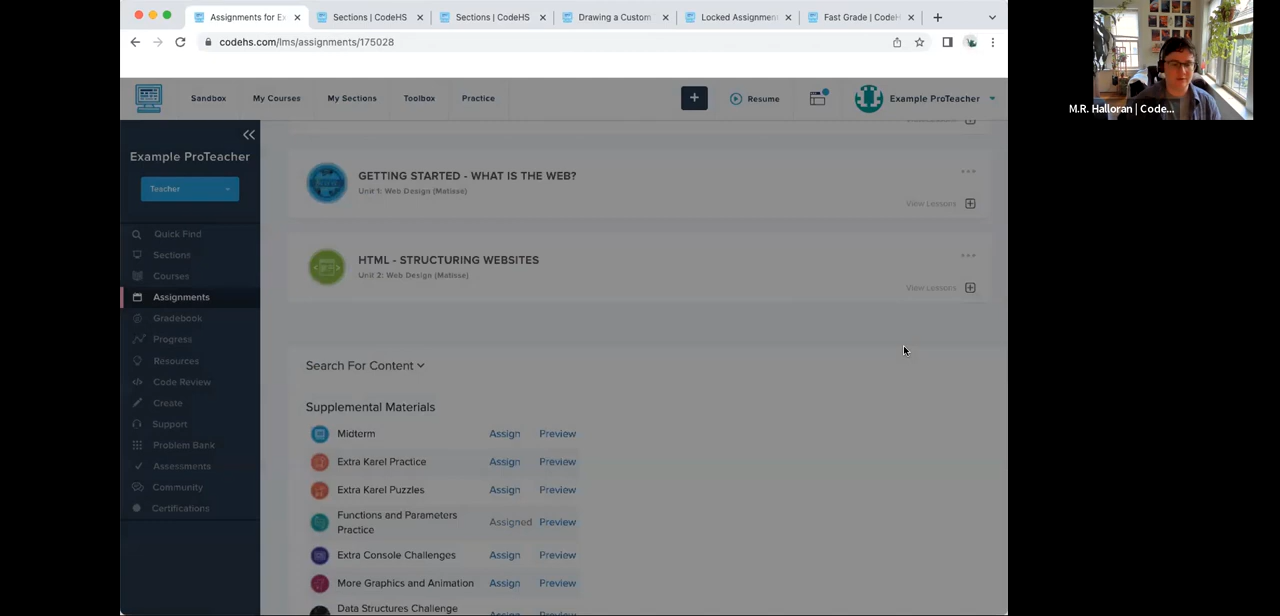 Assignments for Ex
Sections | CodeHS
Sections | CodeHS
Drawing a Custom
Locked Assignmen
Fast Grade | CodeH
codehs.com/lms/assignments/175028
Sandbox My Courses My Sections Toolbox Practice + Resume Example ProTeacher
M.R. Halloran | Code...
Example ProTeacher
Teacher
Quick Find
Sections
Courses
Assignments
Gradebook
Progress
Resources
Code Review
Create
Support
Problem Bank
Assessments
Community
Certifications
GETTING STARTED - WHAT IS THE WEB?
Unit 1: Web Design (Matisse)
View Lessons
HTML - STRUCTURING WEBSITES
Unit 2: Web Design (Matisse)
View Lessons
Search For Content
Supplemental Materials
Midterm Assign Preview
Extra Karel Practice Assign Preview
Extra Karel Puzzles Assign Preview
Functions and Parameters
Practice Assigned Preview
Extra Console Challenges Assign Preview
More Graphics and Animation Assign Preview
Data Structures Challenge